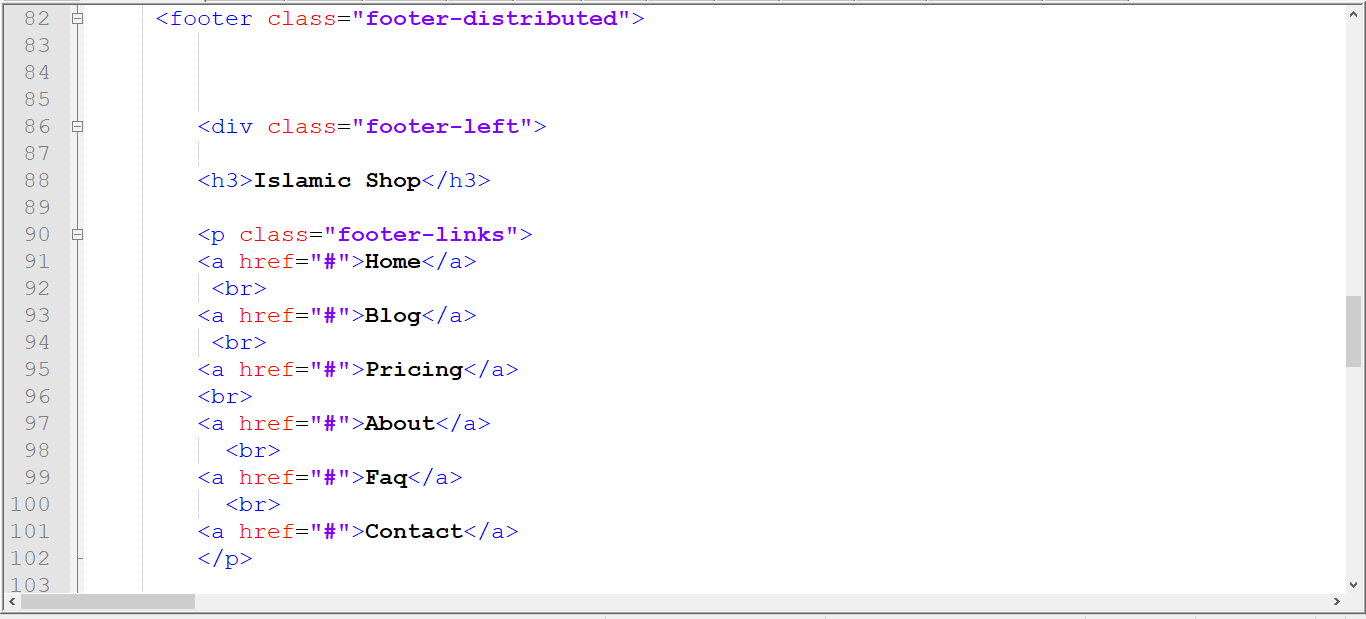 82 <footer class="footer-distributed">
83
84
85
86 <div class="footer-left">
87
88 <h3>Islamic Shop</h3>
89
90 <p class="footer-links">
91 <a href="#">Home</a>
92 <br>
93 <a href="#">Blog</a>
94 <br>
95 <a href="#">Pricing</a>
96 <br>
97 <a href="#">About</a>
98 <br>
99 <a href="#">Faq</a>
100 <br>
101 <a href="#">Contact</a>
102 </p>
103